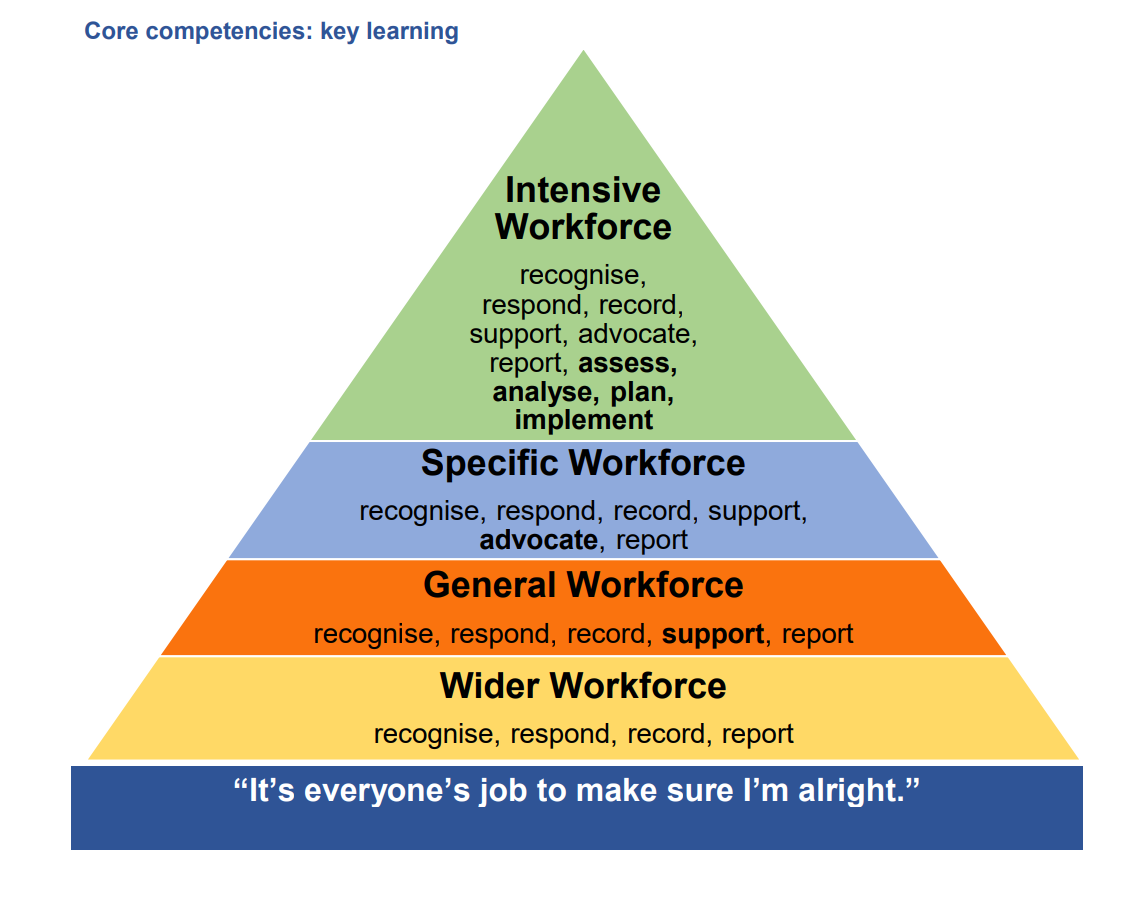 Core competencies: key learning
Intensive
Workforce
recognise,
respond, record,
support, advocate,
report, assess,
analyse, plan,
implement
Specific Workforce
recognise, respond, record, support,
advocate, report
General Workforce
recognise, respond, record, support, report
Wider Workforce
recognise, respond, record, report
“It’s everyone’s job to make sure I’m alright.”